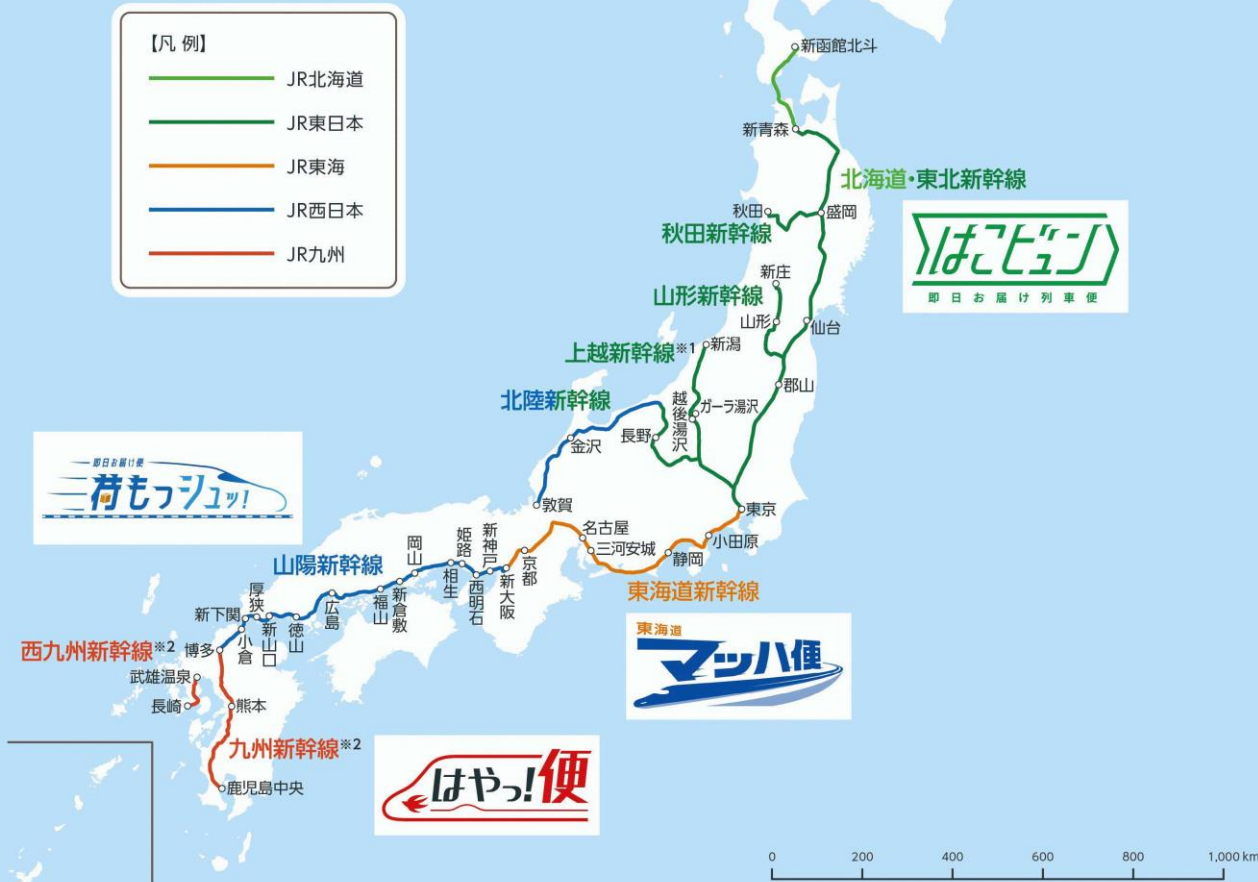 【凡 例】
JR北海道
JR東日本
JR東海
JR西日本
JR九州
新函館北斗
新青森
北海道・東北新幹線
秋田
盛岡
秋田新幹線
はこビュン
即日お届け列車便
新庄
山形新幹線
山形
仙台
上越新幹線※1
新潟
郡山
北陸新幹線
越後湯沢
ガーラ湯沢
長野
金沢
即日お届け便
荷もつシュッ!
敦賀
東京
名古屋
小田原
三河安城
静岡
京都
東海道新幹線
新大阪
新神戸
西明石
姫路
相生
岡山
新倉敷
福山
山陽新幹線
広島
徳山
新山口
厚狭
新下関
小倉
東海道
マッハ便
西九州新幹線※2
博多
武雄温泉
長崎
熊本
九州新幹線※2
はやっ!便
鹿児島中央
0
200
400
600
800
1,000 km